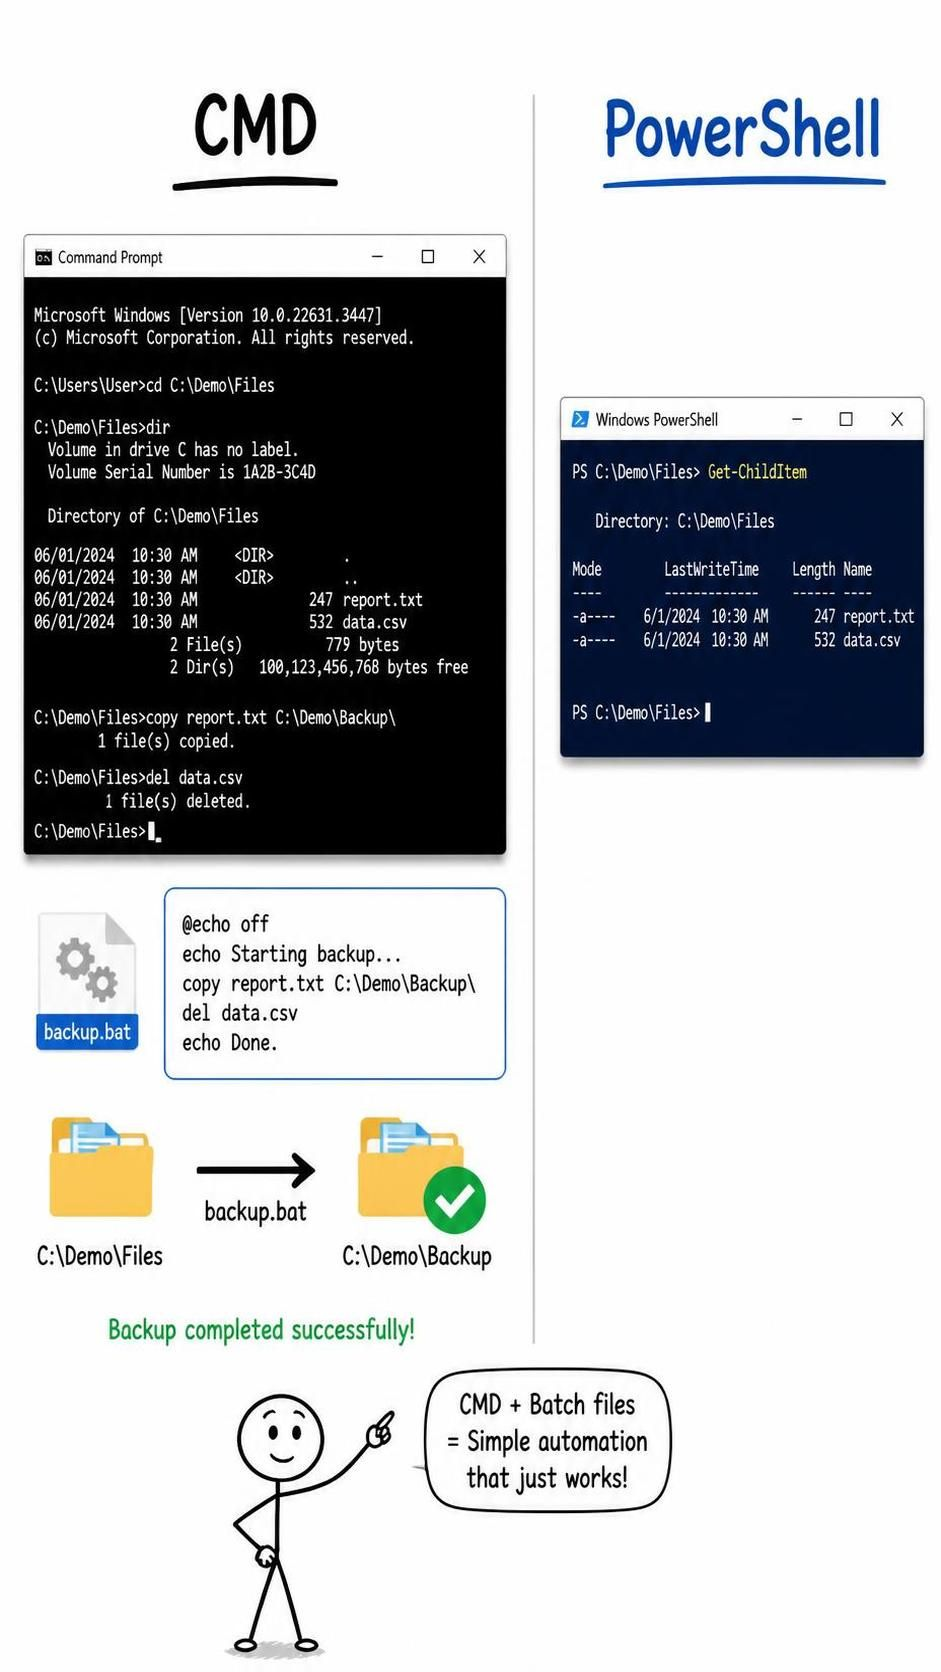 CMD
PowerShell
Command Prompt
Microsoft Windows [Version 10.0.22631.3447]
(c) Microsoft Corporation. All rights reserved.
C:\Users\User>cd C:\Demo\Files
C:\Demo\Files>dir
Volume in drive C has no label.
Volume Serial Number is 1A2B-3C4D
Directory of C:\Demo\Files
06/01/2024 10:30 AM <DIR> .
06/01/2024 10:30 AM <DIR> ..
06/01/2024 10:30 AM 247 report.txt
06/01/2024 10:30 AM 532 data.csv
2 File(s) 779 bytes
2 Dir(s) 100,123,456,768 bytes free
C:\Demo\Files>copy report.txt C:\Demo\Backup\
1 file(s) copied.
C:\Demo\Files>del data.csv
1 file(s) deleted.
C:\Demo\Files>
Windows PowerShell
PS C:\Demo\Files> Get-ChildItem
Directory: C:\Demo\Files
Mode LastWriteTime Length Name
---- ------------- ------ ----
-a---- 6/1/2024 10:30 AM 247 report.txt
-a---- 6/1/2024 10:30 AM 532 data.csv
PS C:\Demo\Files>
backup.bat
@echo off
echo Starting backup...
copy report.txt C:\Demo\Backup\
del data.csv
echo Done.
backup.bat
C:\Demo\Files
C:\Demo\Backup
Backup completed successfully!
CMD + Batch files
= Simple automation
that just works!